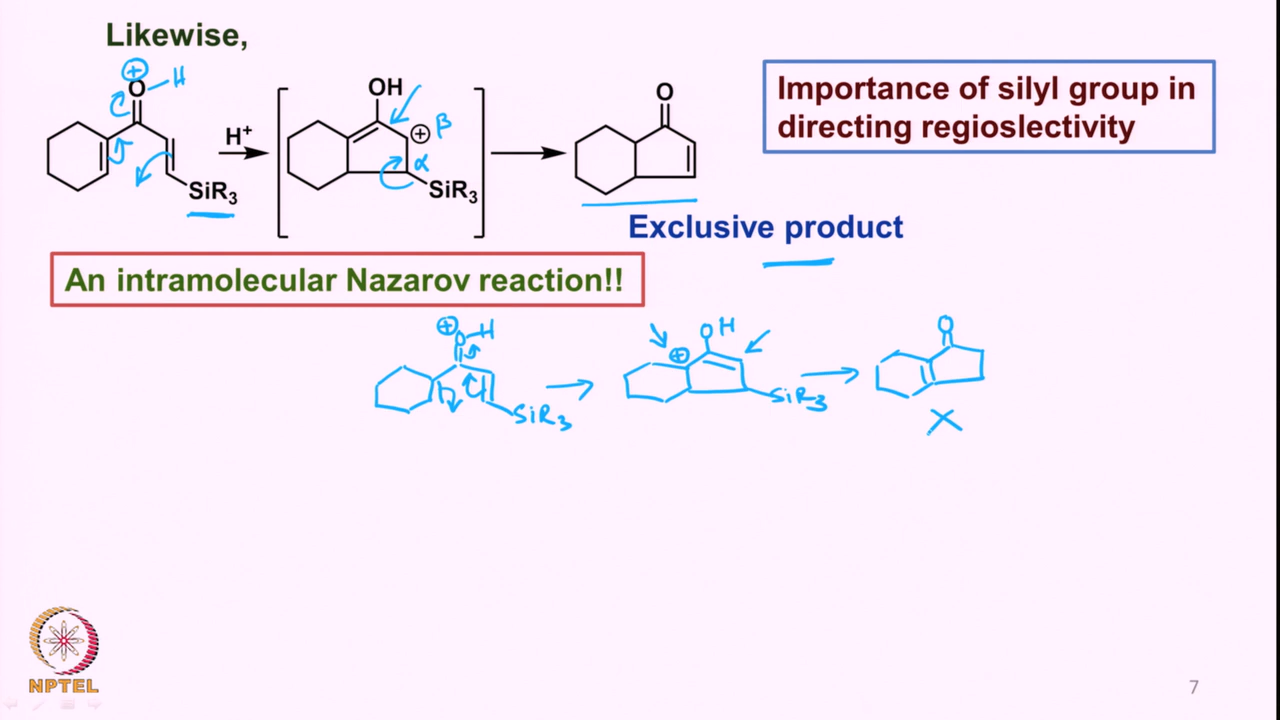 Likewise,
⊕
O
H
SiR3
H+
OH
⊕
β
α
SiR3
O
Importance of silyl group in
directing regioslectivity
Exclusive product
An intramolecular Nazarov reaction!!
⊕
O H
SiR3
OH
⊕
SiR3
O
X
NPTEL
7